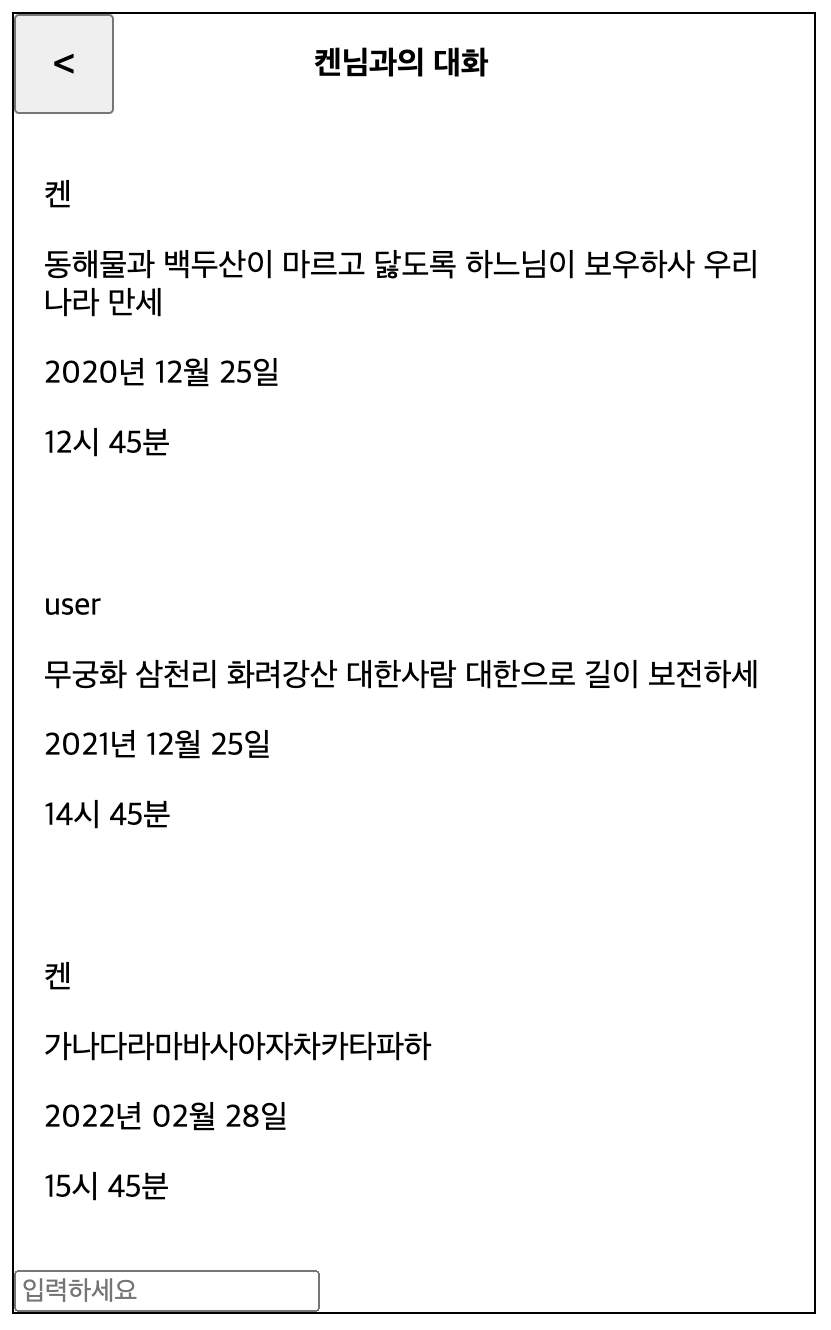 <
켄님과의 대화
켄
동해물과 백두산이 마르고 닳도록 하느님이 보우하사 우리
나라 만세
2020년 12월 25일
12시 45분
user
무궁화 삼천리 화려강산 대한사람 대한으로 길이 보전하세
2021년 12월 25일
14시 45분
켄
가나다라마바사아자차카타파하
2022년 02월 28일
15시 45분
입력하세요